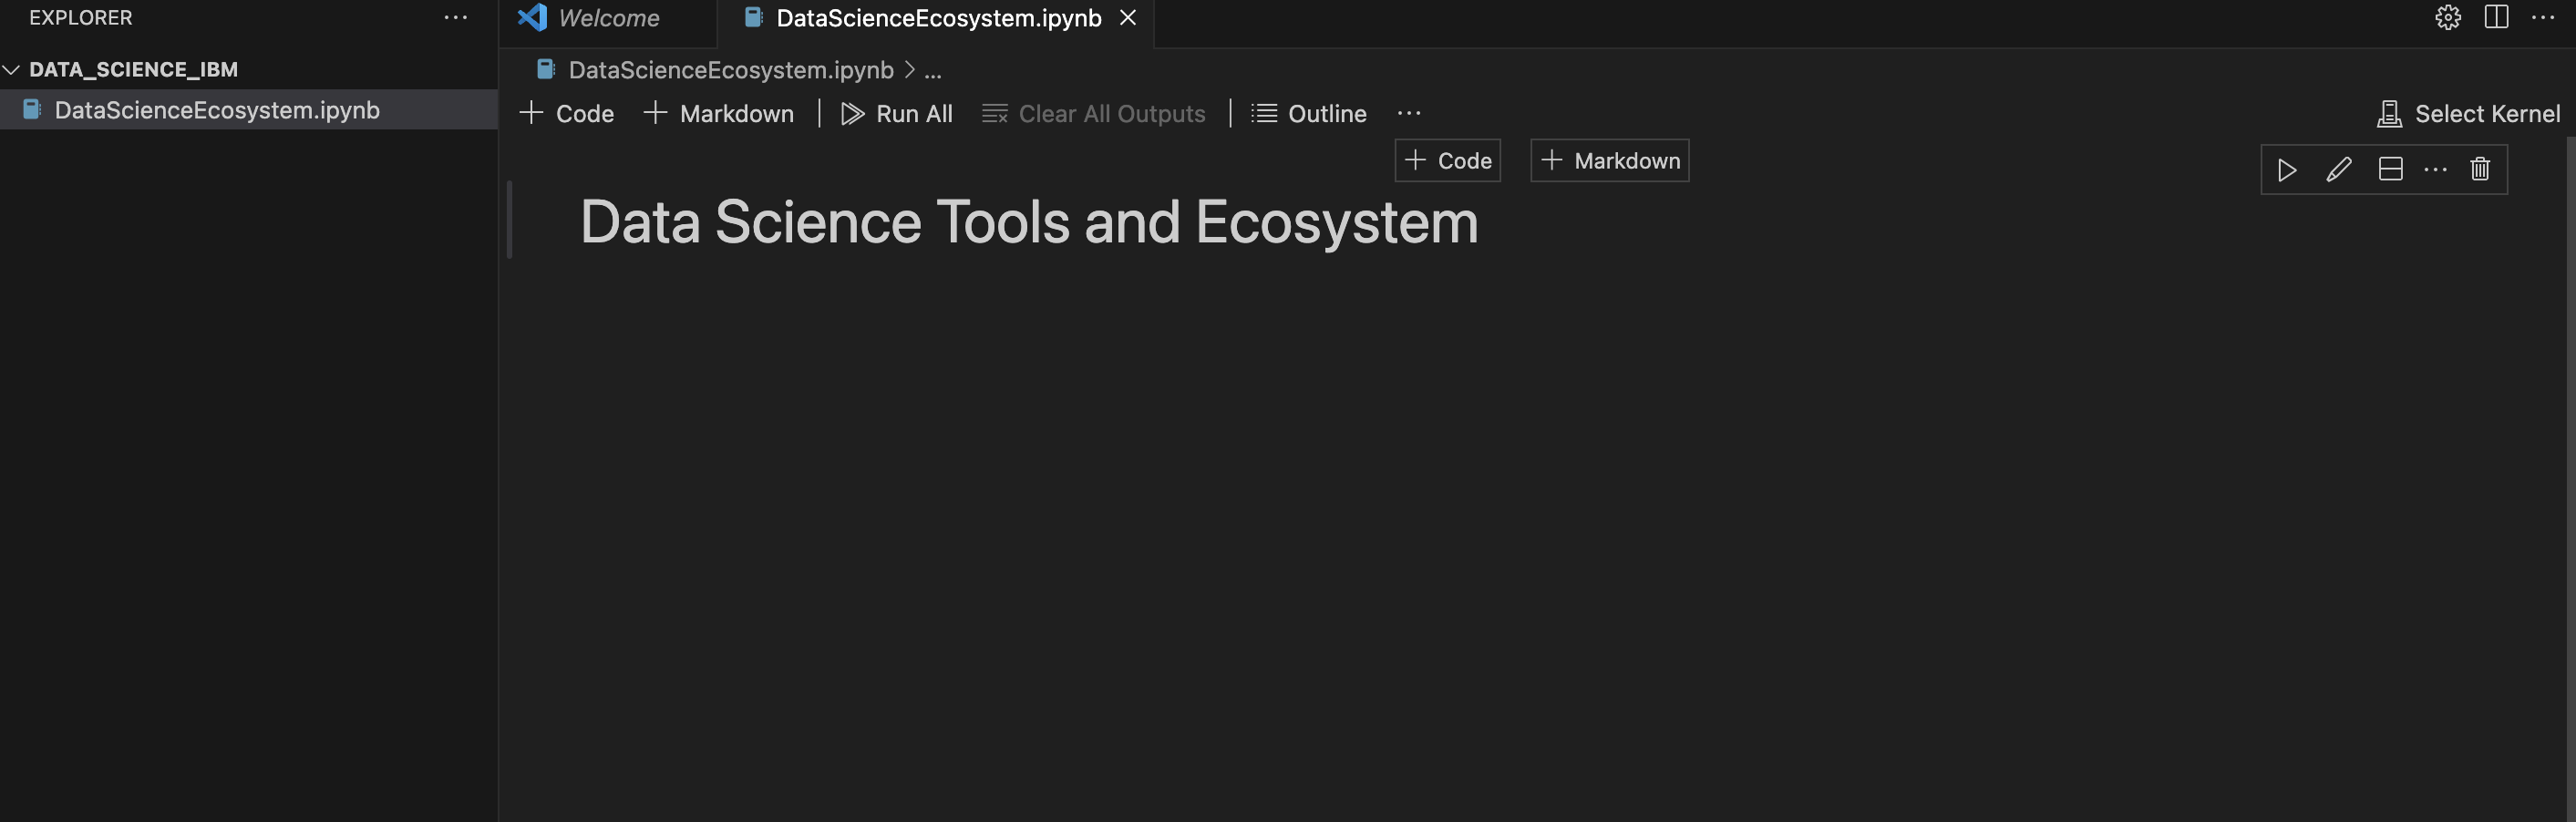 EXPLORER
DATA_SCIENCE_IBM
DataScienceEcosystem.ipynb
Welcome
DataScienceEcosystem.ipynb
DataScienceEcosystem.ipynb > ...
+ Code + Markdown | Run All Clear All Outputs | Outline ... Select Kernel
+ Code + Markdown
Data Science Tools and Ecosystem